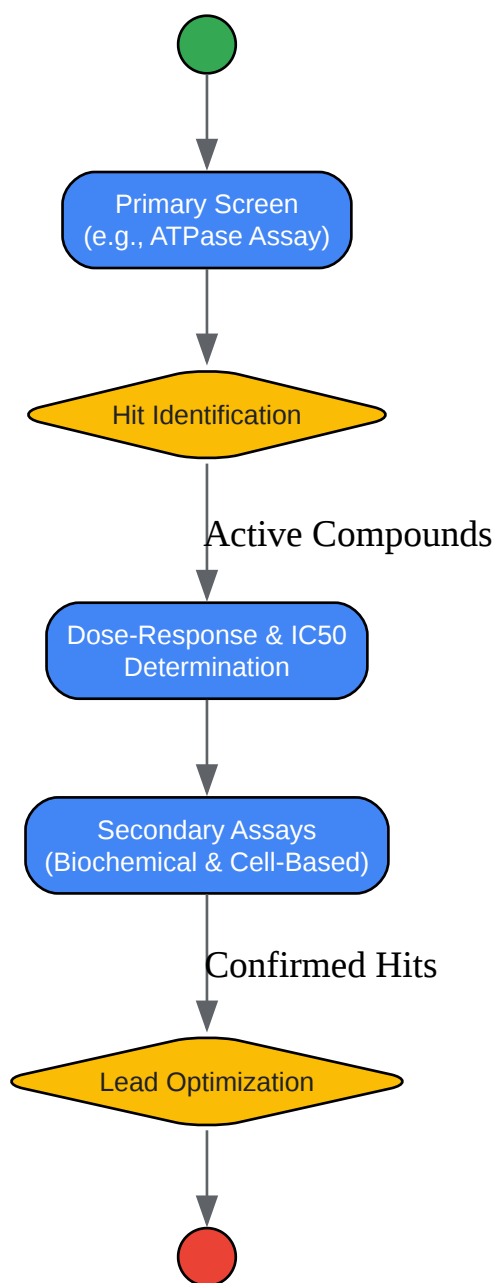 Primary Screen
(e.g., ATPase Assay)
Hit Identification
Active Compounds
Dose-Response & IC50
Determination
Secondary Assays
(Biochemical & Cell-Based)
Confirmed Hits
Lead Optimization